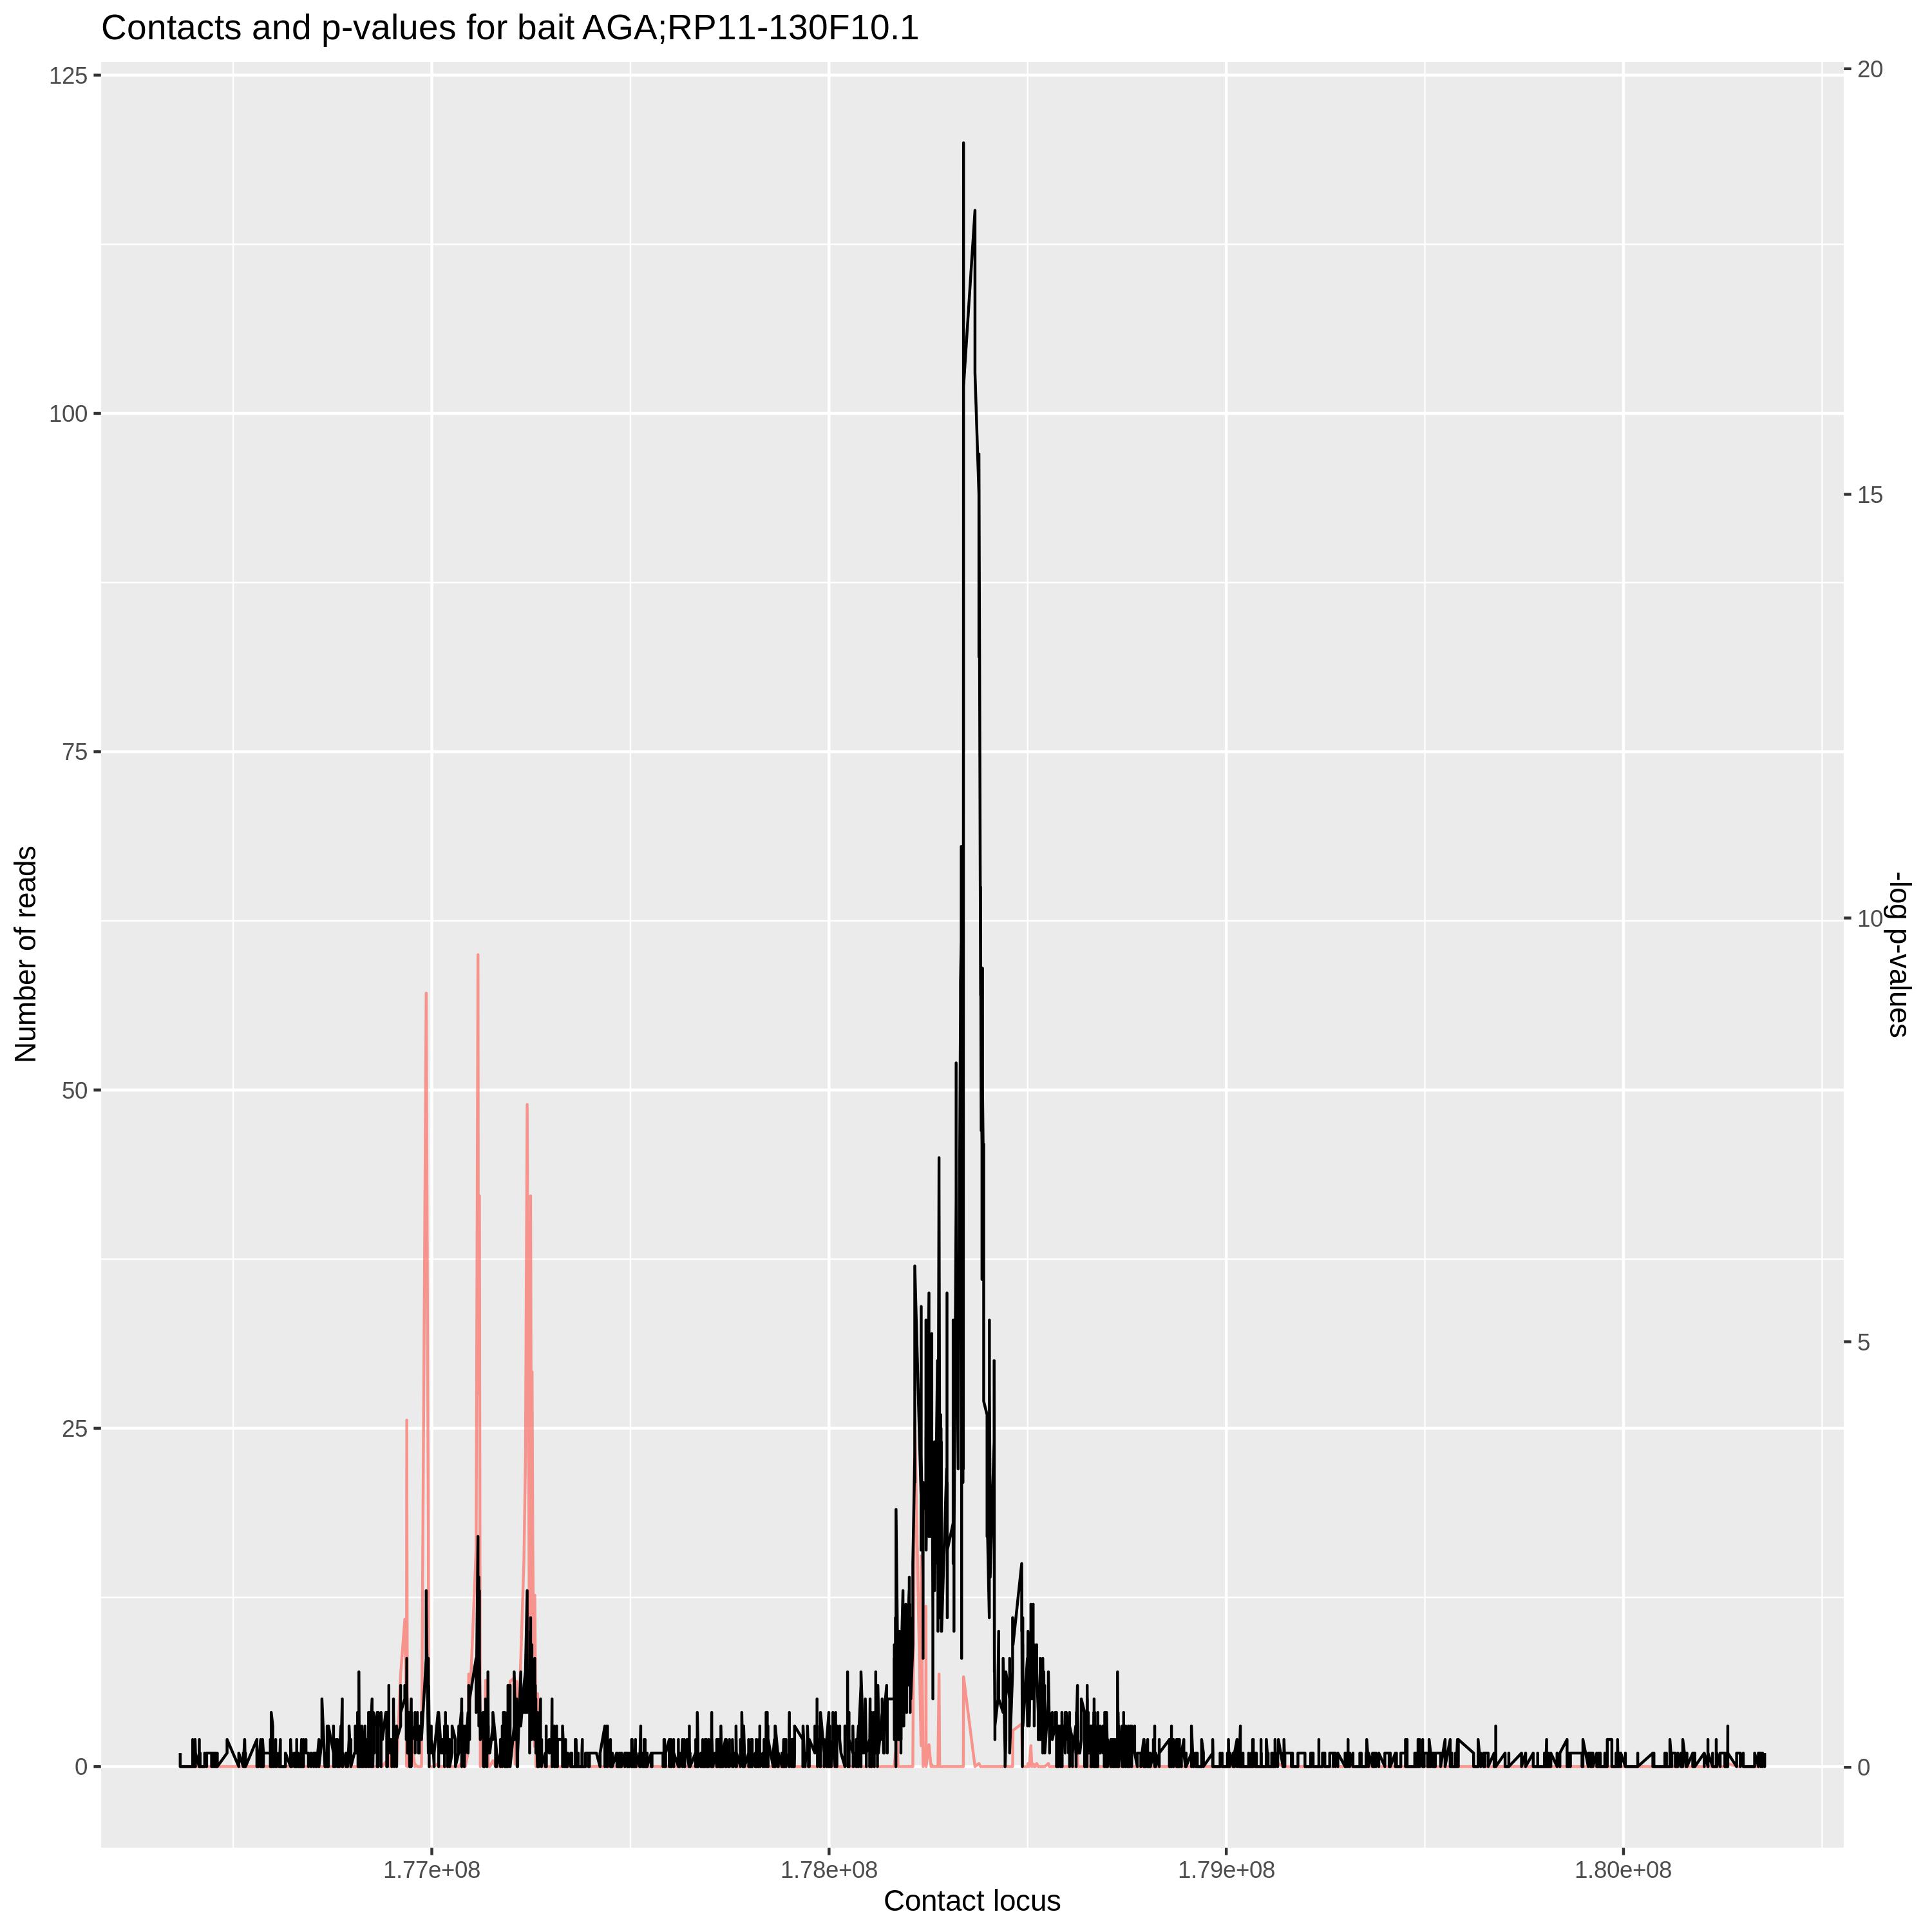 Contacts and p-values for bait AGA;RP11-130F10.1
125
100
75
50
25
0
Number of reads
20
15
10
5
0
-log p-values
1.77e+08
1.78e+08
1.79e+08
1.80e+08
Contact locus